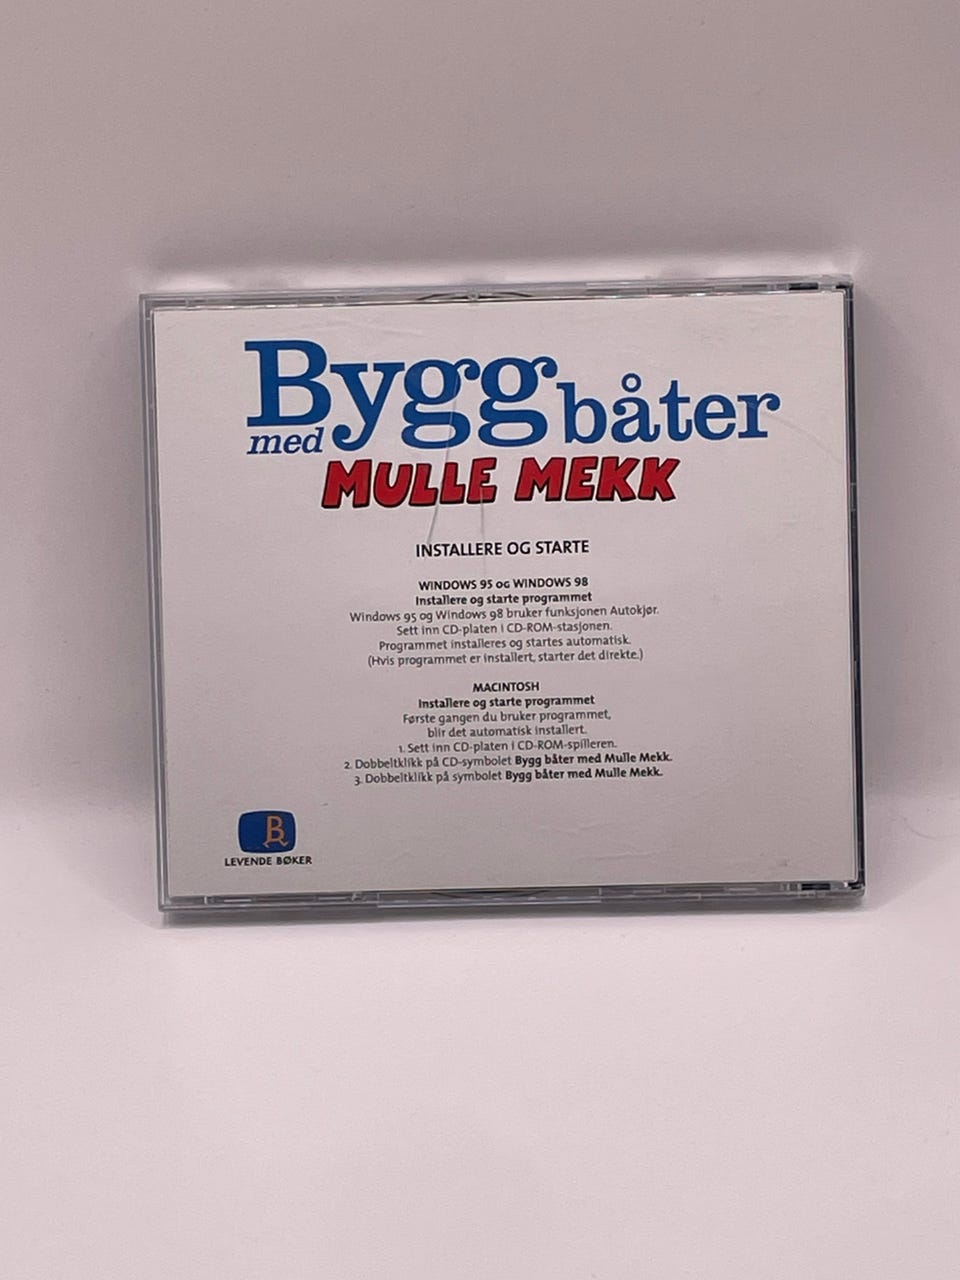 Bygg båter
med
MULLE MEKK
INSTALLERE OG STARTE
WINDOWS 95 OG WINDOWS 98
Installere og starte programmet
Windows 95 og Windows 98 bruker funksjonen Autokjør.
Sett inn CD-platen i CD-ROM-stasjonen.
Programmet installeres og startes automatisk.
(Hvis programmet er installert, starter det direkte.)
MACINTOSH
Installere og starte programmet
Første gangen du bruker programmet,
blir det automatisk installert.
1. Sett inn CD-platen i CD-ROM-spilleren.
2. Dobbeltklikk på CD-symbolet Bygg båter med Mulle Mekk.
3. Dobbeltklikk på symbolet Bygg båter med Mulle Mekk.
B
LEVENDE BØKER